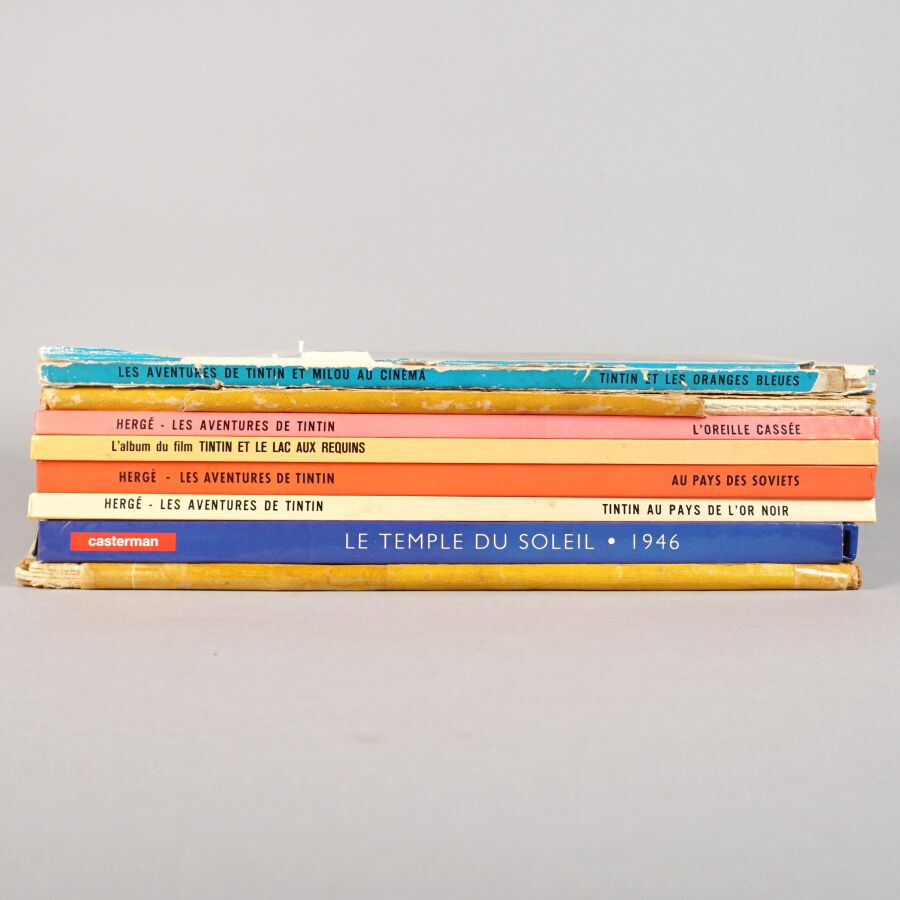 LES AVENTURES DE TINTIN ET MILOU AU CINÉMA TINTIN ET LES ORANGES BLEUES
HERGÉ - LES AVENTURES DE TINTIN L'OREILLE CASSÉE
L'album du film TINTIN ET LE LAC AUX REQUINS
HERGÉ - LES AVENTURES DE TINTIN AU PAYS DES SOVIETS
HERGÉ - LES AVENTURES DE TINTIN TINTIN AU PAYS DE L'OR NOIR
casterman LE TEMPLE DU SOLEIL • 1946